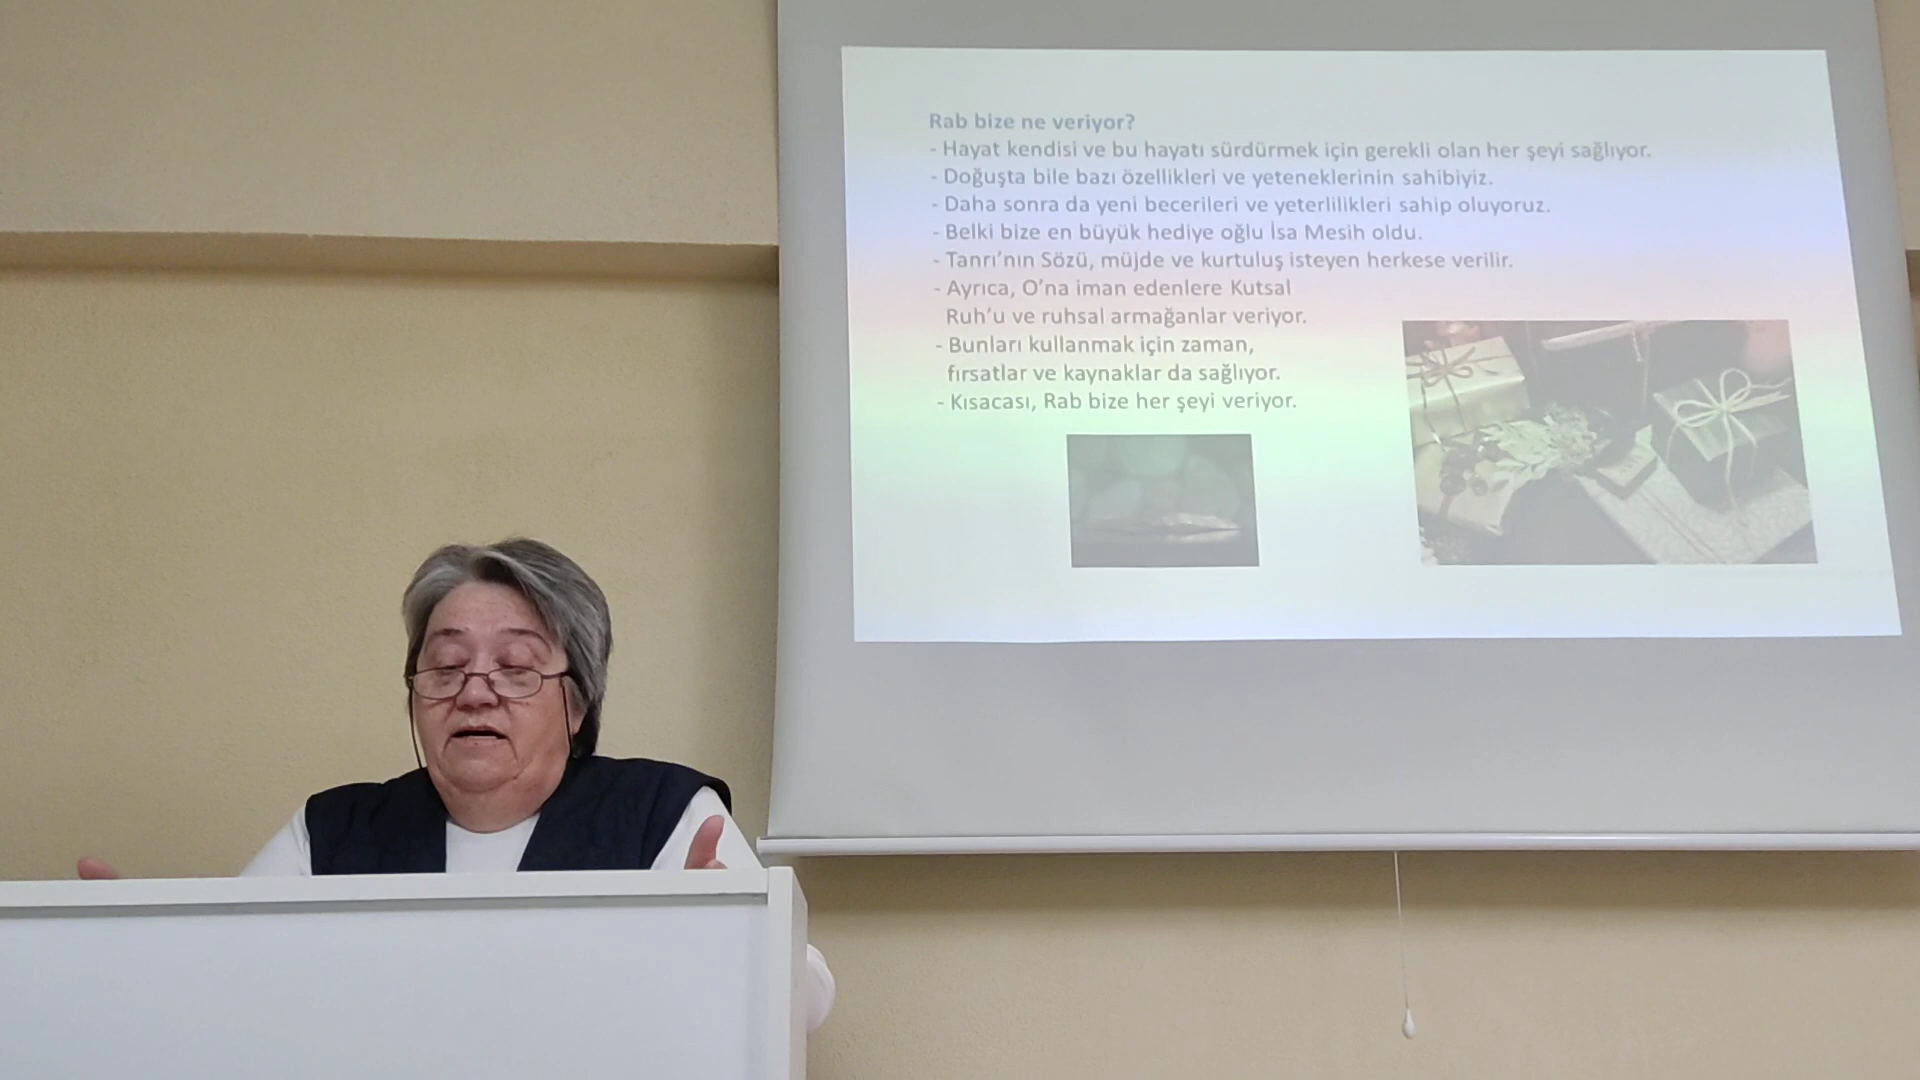 Rab bize ne veriyor?
- Hayat kendisi ve bu hayatı sürdürmek için gerekli olan her şeyi sağlıyor.
- Doğuşta bile bazı özellikleri ve yeteneklerinin sahibiyiz.
- Daha sonra da yeni becerileri ve yeterlilikleri sahip oluyoruz.
- Belki bize en büyük hediye oğlu İsa Mesih oldu.
- Tanrı’nın Sözü, müjde ve kurtuluş isteyen herkese verilir.
- Ayrıca, O’na iman edenlere Kutsal
Ruh’u ve ruhsal armağanlar veriyor.
- Bunları kullanmak için zaman,
fırsatlar ve kaynaklar da sağlıyor.
- Kısacası, Rab bize her şeyi veriyor.